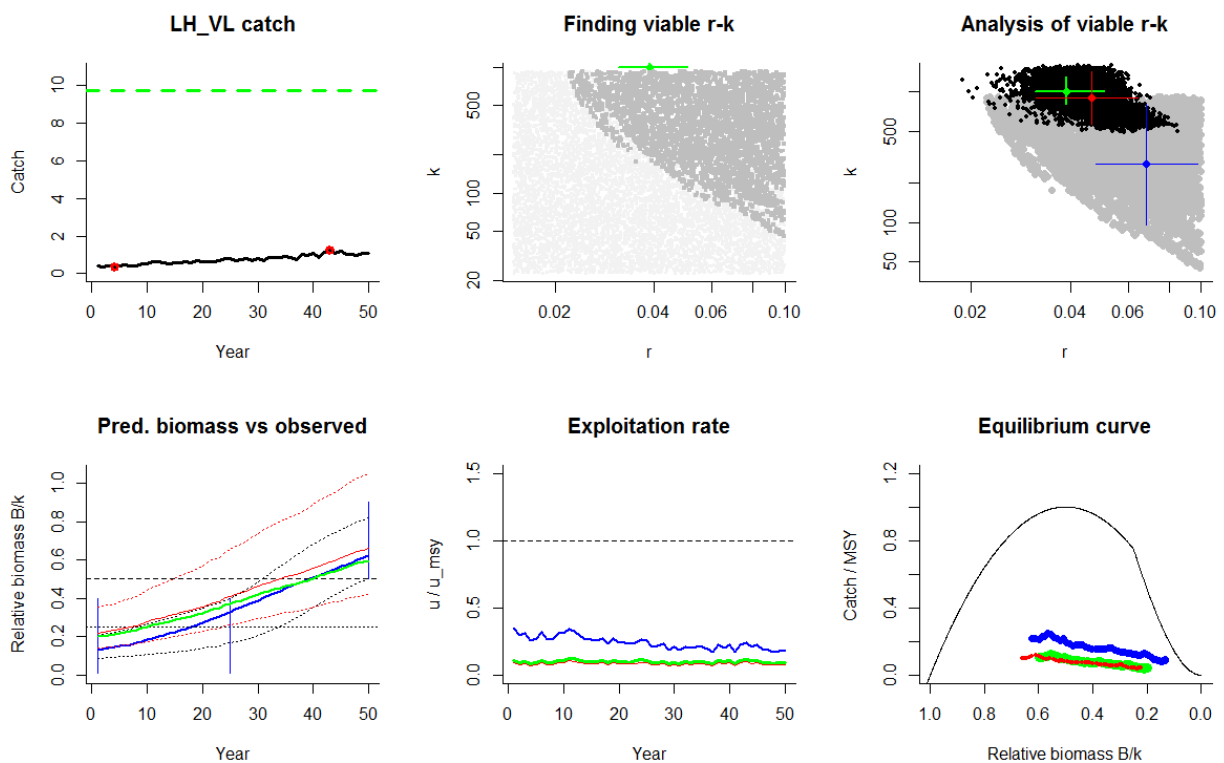 LH_VL catch
Catch
10
8
6
4
2
0
0 10 20 30 40 50
Year
Finding viable r-k
k
500
100
50
20
0.02 0.04 0.06 0.10
r
Analysis of viable r-k
k
500
100
50
0.02 0.04 0.06 0.10
r
Pred. biomass vs observed
Relative biomass B/k
1.0
0.8
0.6
0.4
0.2
0.0
0 10 20 30 40 50
Year
Exploitation rate
u / u_msy
1.5
1.0
0.5
0.0
0 10 20 30 40 50
Year
Equilibrium curve
Catch / MSY
1.2
0.8
0.4
0.0
1.0 0.8 0.6 0.4 0.2 0.0
Relative biomass B/k